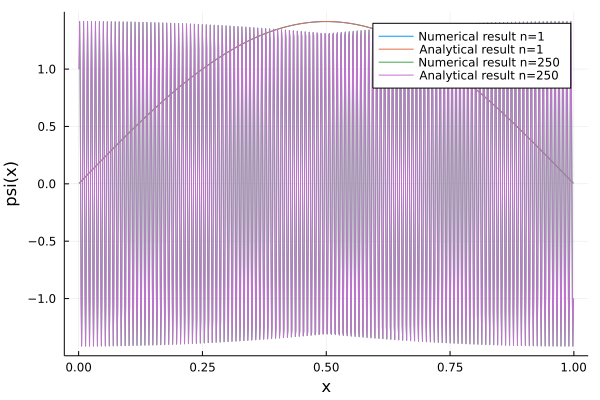 Numerical result n=1
Analytical result n=1
Numerical result n=250
Analytical result n=250
1.0
0.5
0.0
−0.5
−1.0
psi(x)
0.00
0.25
0.50
0.75
1.00
x